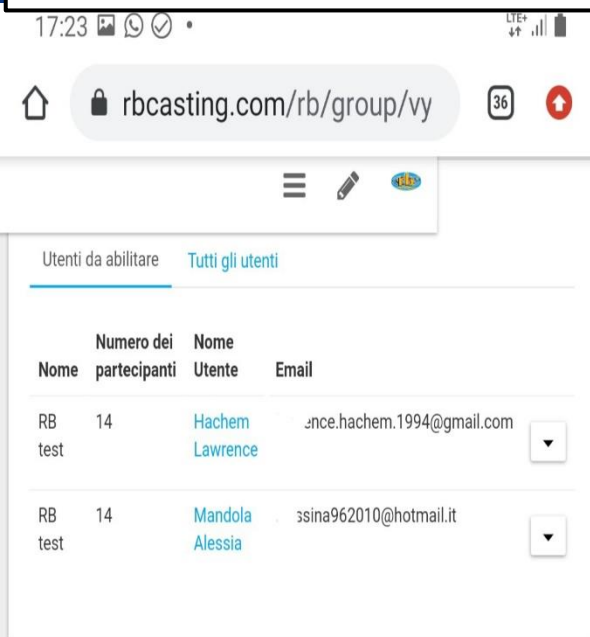 17:23
LTE+
rbcasting.com/rb/group/vy
36
Utenti da abilitare Tutti gli utenti
Numero dei Nome
Nome partecipanti Utente Email
RB 14 Hachem ence.hachem.1994@gmail.com
test Lawrence
RB 14 Mandola ssina962010@hotmail.it
test Alessia